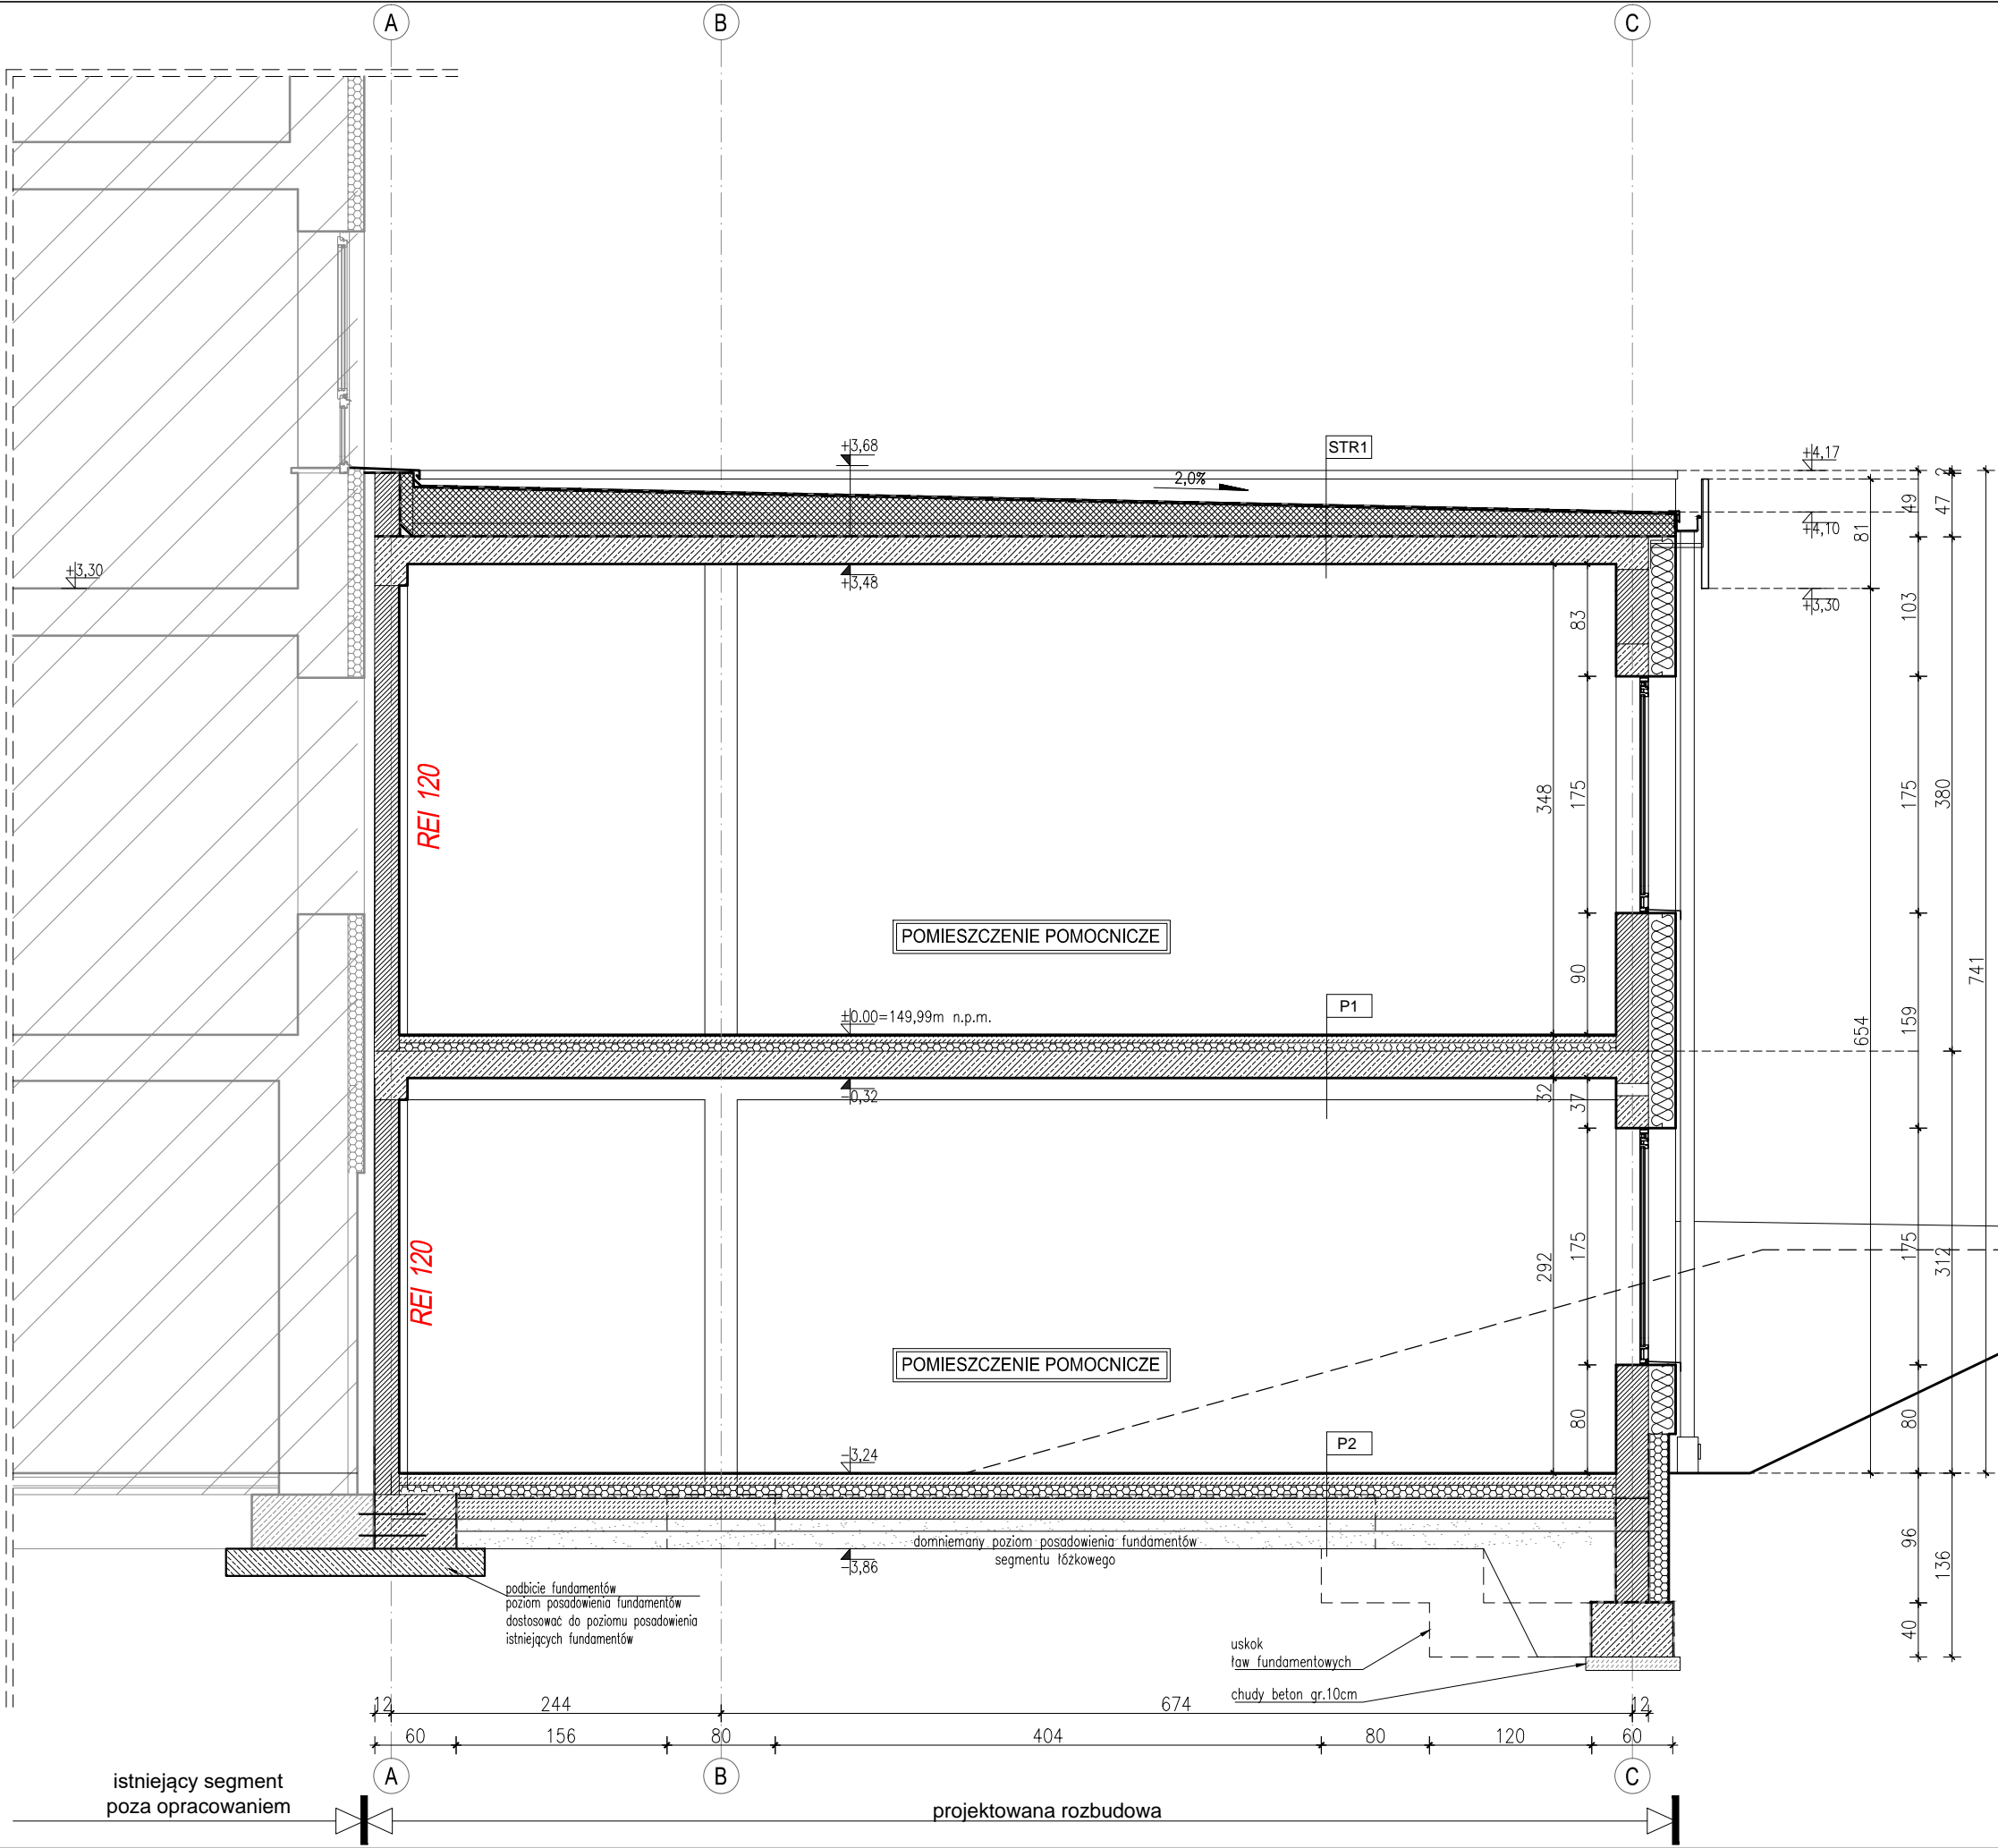 A
B
C
+3,68
STR1
+4,17
2,0%
2
49
47
+4,10
81
+3,30
+3,48
+3,30
103
83
REI 120
348
175
175
380
POMIESZCZENIE POMOCNICZE
741
90
P1
±0.00=149,99m n.p.m.
654
159
-0,32
32
37
REI 120
292
175
175
312
POMIESZCZENIE POMOCNICZE
80
80
-3,24
P2
domniemany poziom posadowienia fundamentów
segmentu łóżkowego
96
-3,86
136
podbicie fundamentów
poziom posadowienia fundamentów
dostosować do poziomu posadowienia
istniejących fundamentów
40
uskok
ław fundamentowych
chudy beton gr.10cm
12
244
674
12
60
156
80
404
80
120
60
A
B
C
istniejący segment
poza opracowaniem
projektowana rozbudowa